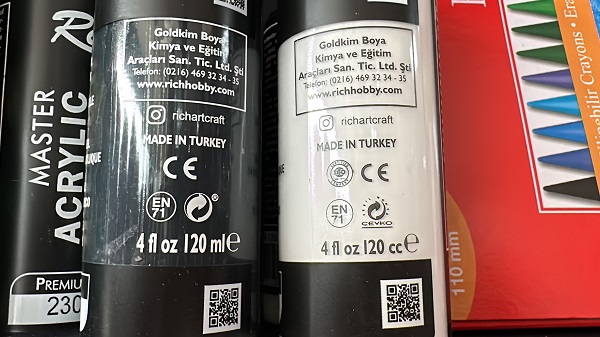 MASTER
ACRYLIC
PREMIUM
230
Goldkim Boya
Kimya ve Eğitim
Araçları San. Tic. Ltd. Şti
Telefon: (0216) 469 32 34 - 35
www.richhobby.com
richartcraft
MADE IN TURKEY
CE
EN
71
4 fl oz 120 ml e
Goldkim Boya
Kimya ve Eğitim
Araçları San. Tic. Ltd. Şti
Telefon: (0216) 469 32 34 - 35
www.richhobby.com
richartcraft
MADE IN TURKEY
CE
EN
71
ÇEVKO
4 fl oz 120 cc e
Crayons • Era
110 mm